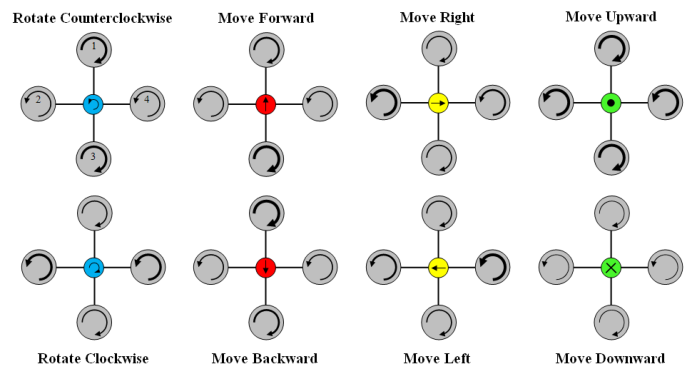 Rotate Counterclockwise
Move Forward
Move Right
Move Upward
1
2
4
3
Rotate Clockwise
Move Backward
Move Left
Move Downward